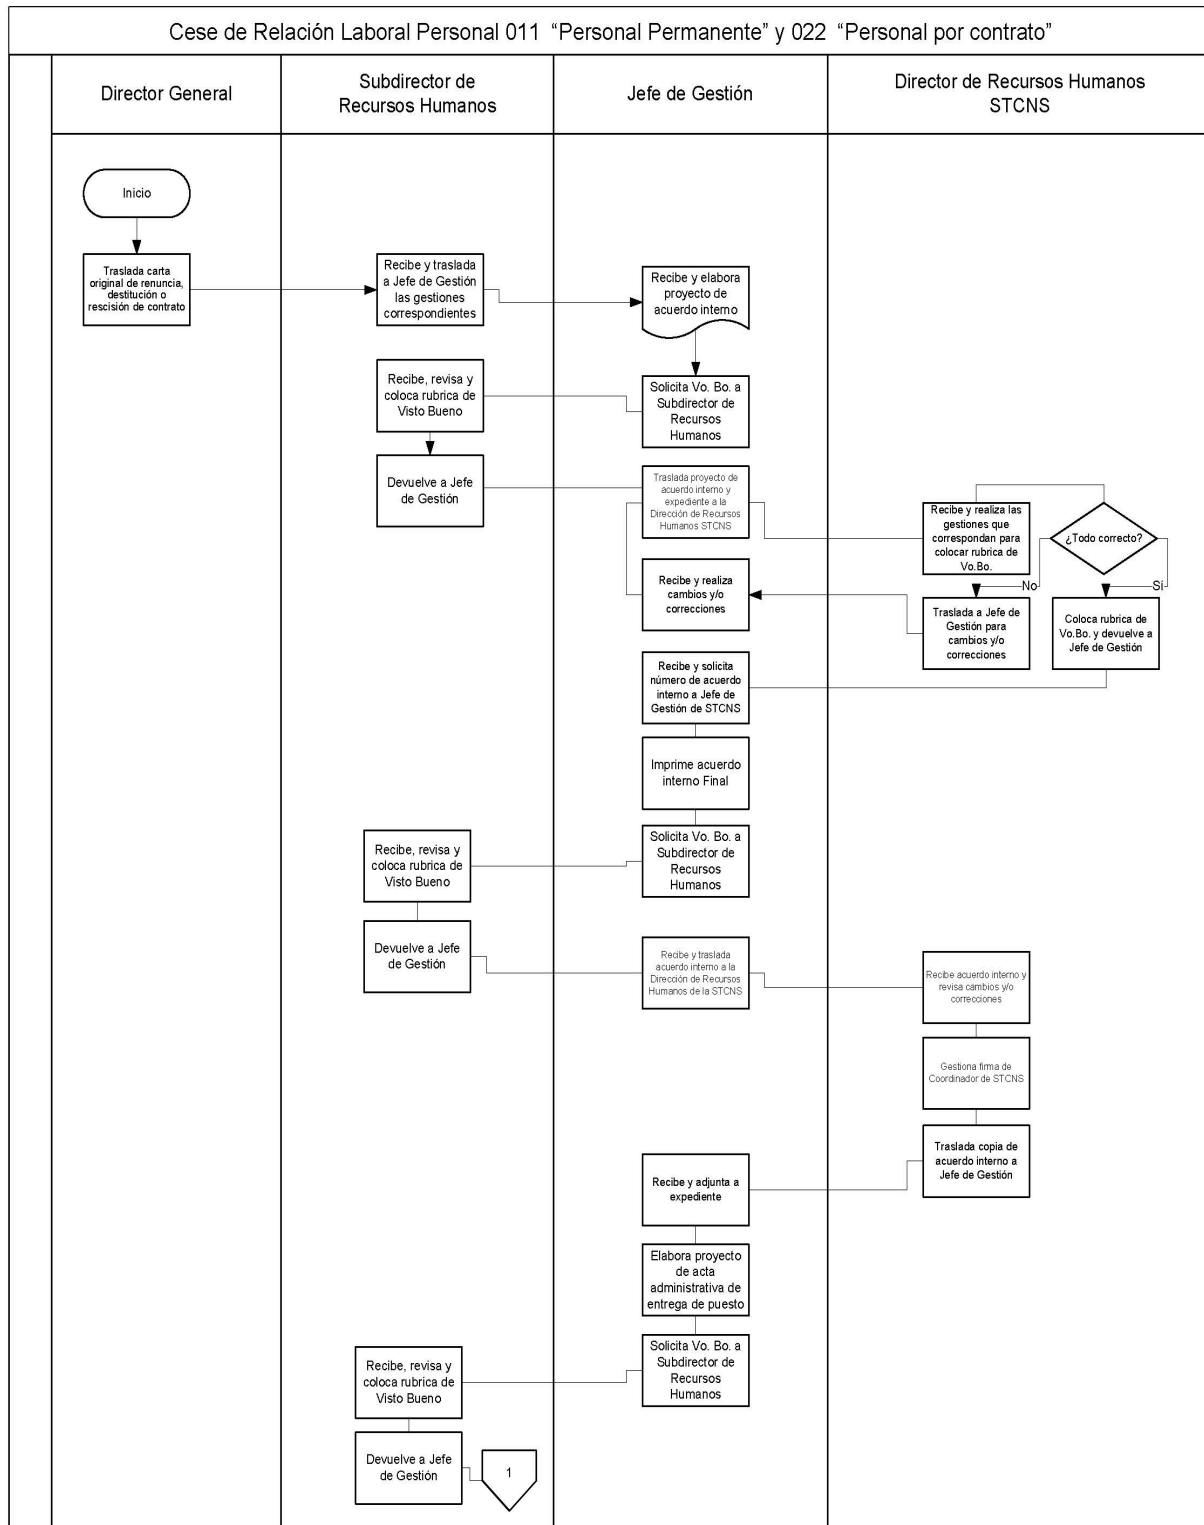 Cese de Relación Laboral Personal 011 “Personal Permanente” y 022 “Personal por contrato”
Director General
Subdirector de
Recursos Humanos
Jefe de Gestión
Director de Recursos Humanos
STCNS
Inicio
Traslada carta
original de renuncia,
destitución o
rescisión de contrato
Recibe y traslada
a Jefe de Gestión
las gestiones
correspondientes
Recibe y elabora
proyecto de
acuerdo interno
Recibe, revisa y
coloca rubrica de
Visto Bueno
Solicita Vo. Bo. a
Subdirector de
Recursos
Humanos
Devuelve a Jefe
de Gestión
Traslada proyecto de
acuerdo interno y
expediente a la
Dirección de Recursos
Humanos STCNS
Recibe y realiza las
gestiones que
correspondan para
colocar rubrica de
Vo.Bo.
¿Todo correcto?
No
Sí
Recibe y realiza
cambios y/o
correcciones
Traslada a Jefe de
Gestión para
cambios y/o
correcciones
Coloca rubrica de
Vo.Bo. y devuelve a
Jefe de Gestión
Recibe y solicita
número de acuerdo
interno a Jefe de
Gestión de STCNS
Imprime acuerdo
interno Final
Recibe, revisa y
coloca rubrica de
Visto Bueno
Solicita Vo. Bo. a
Subdirector de
Recursos
Humanos
Devuelve a Jefe
de Gestión
Recibe y traslada
acuerdo interno a la
Dirección de Recursos
Humanos de la STCNS
Recibe acuerdo interno y
revisa cambios y/o
correcciones
Gestiona firma de
Coordinador de STCNS
Traslada copia de
acuerdo interno a
Jefe de Gestión
Recibe y adjunta a
expediente
Elabora proyecto
de acta
administrativa de
entrega de puesto
Recibe, revisa y
coloca rubrica de
Visto Bueno
Solicita Vo. Bo. a
Subdirector de
Recursos
Humanos
Devuelve a Jefe
de Gestión
1